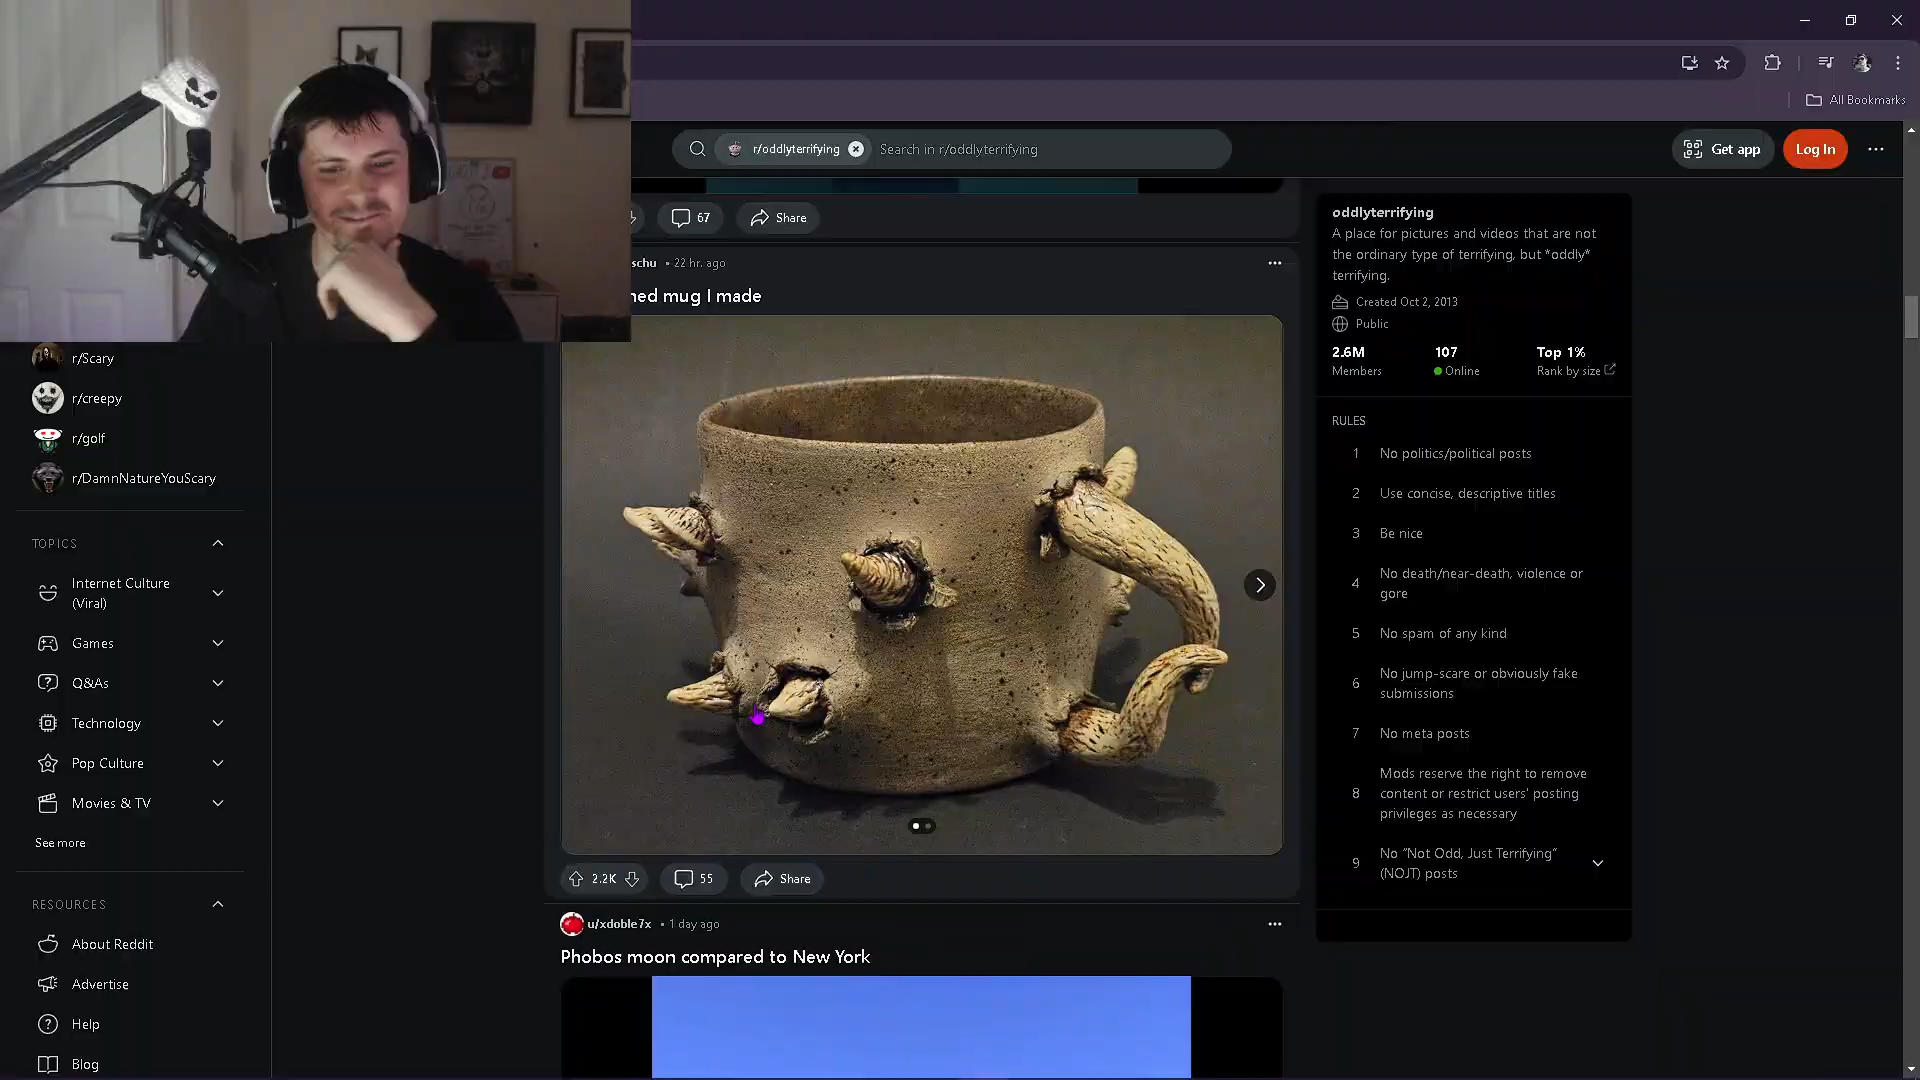 All Bookmarks
r/oddlyterrifying
Search in r/oddlyterrifying
Get app
Log In
67
Share
schu • 22 hr. ago
ned mug I made
2.2K
55
Share
u/xdoble7x • 1 day ago
Phobos moon compared to New York
r/Scary
r/creepy
r/golf
r/DamnNatureYouScary
TOPICS
Internet Culture
(Viral)
Games
Q&As
Technology
Pop Culture
Movies & TV
See more
RESOURCES
About Reddit
Advertise
Help
Blog
oddlyterrifying
A place for pictures and videos that are not
the ordinary type of terrifying, but *oddly*
terrifying.
Created Oct 2, 2013
Public
2.6M
Members
107
Online
Top 1%
Rank by size
RULES
1 No politics/political posts
2 Use concise, descriptive titles
3 Be nice
4 No death/near-death, violence or
gore
5 No spam of any kind
6 No jump-scare or obviously fake
submissions
7 No meta posts
8 Mods reserve the right to remove
content or restrict users' posting
privileges as necessary
9 No “Not Odd, Just Terrifying”
(NOJT) posts